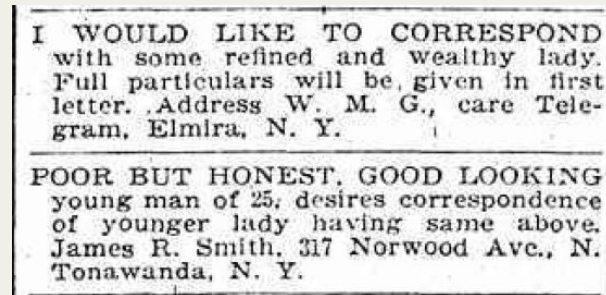 I WOULD LIKE TO CORRESPOND
with some refined and wealthy lady.
Full particulars will be given in first
letter. Address W. M. G., care Tele-
gram, Elmira, N. Y.
POOR BUT HONEST, GOOD LOOKING
young man of 25, desires correspondence
of younger lady having same above.
James R. Smith, 317 Norwood Ave., N.
Tonawanda, N. Y.